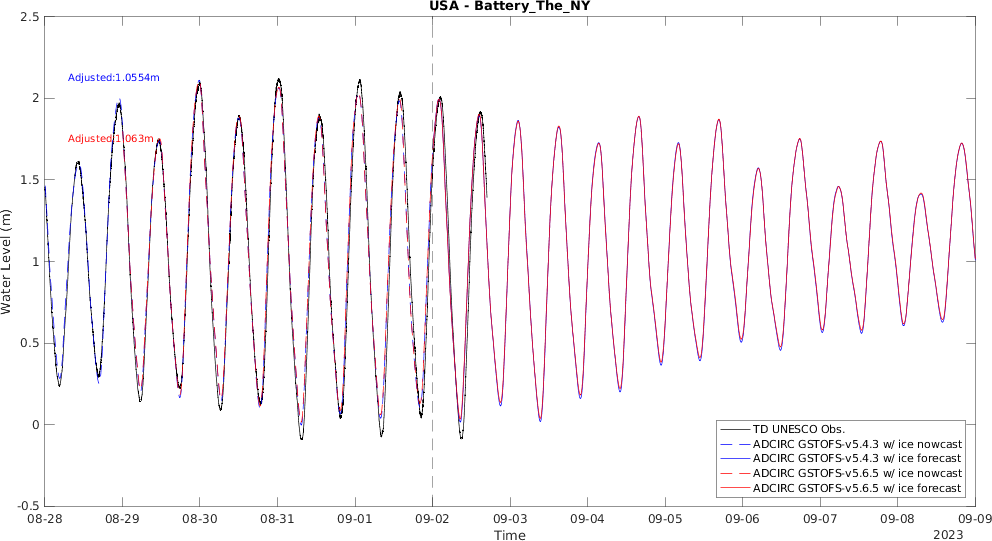 USA - Battery_The_NY
2.5
2
1.5
1
0.5
0
-0.5
Water Level (m)
Adjusted:1.0554m
Adjusted:1.063m
TD UNESCO Obs.
ADCIRC GSTOFS-v5.4.3 w/ ice nowcast
ADCIRC GSTOFS-v5.4.3 w/ ice forecast
ADCIRC GSTOFS-v5.6.5 w/ ice nowcast
ADCIRC GSTOFS-v5.6.5 w/ ice forecast
08-28 08-29 08-30 08-31 09-01 09-02 09-03 09-04 09-05 09-06 09-07 09-08 09-09
Time
2023